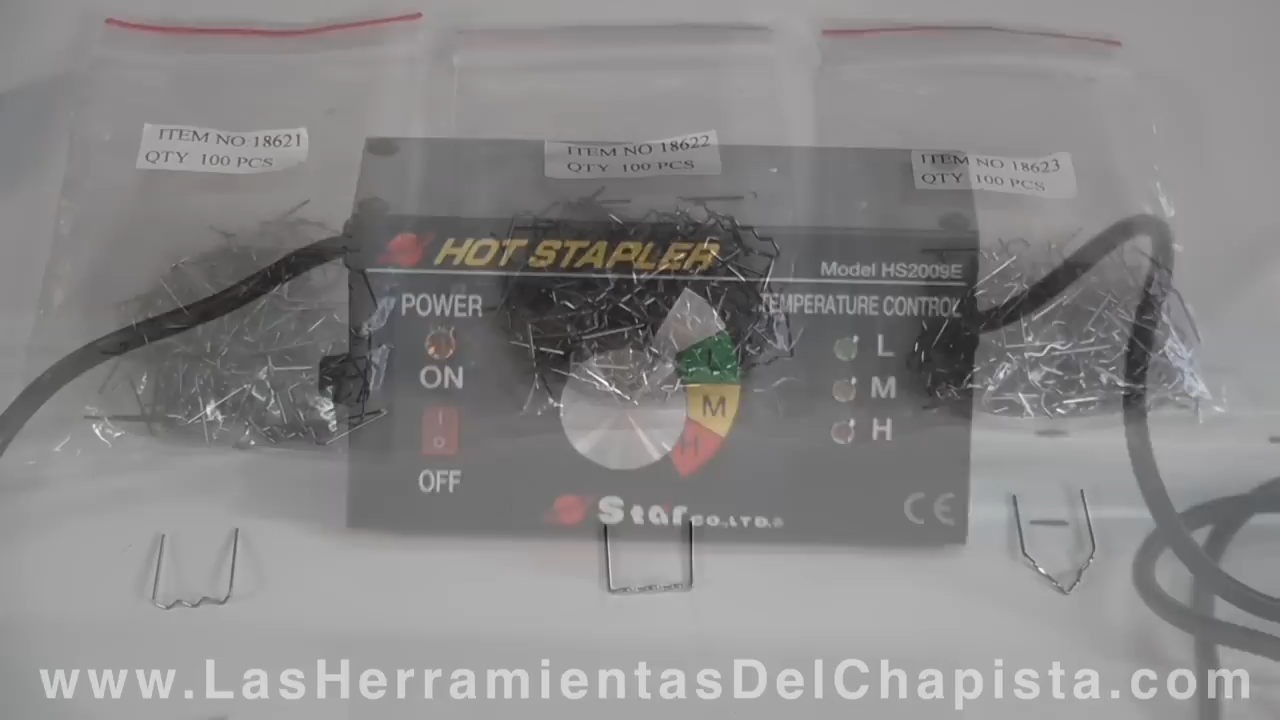 ITEM NO 18621
QTY 100 PCS
ITEM NO 18622
QTY 100 PCS
ITEM NO 18623
QTY 100 PCS
HOT STAPLER
Model HS2009E
POWER
ON
I
O
OFF
TEMPERATURE CONTROL
L
M
H
L
M
H
Star CO.,LTD.
CE
www.LasHerramientasDelChapista.com